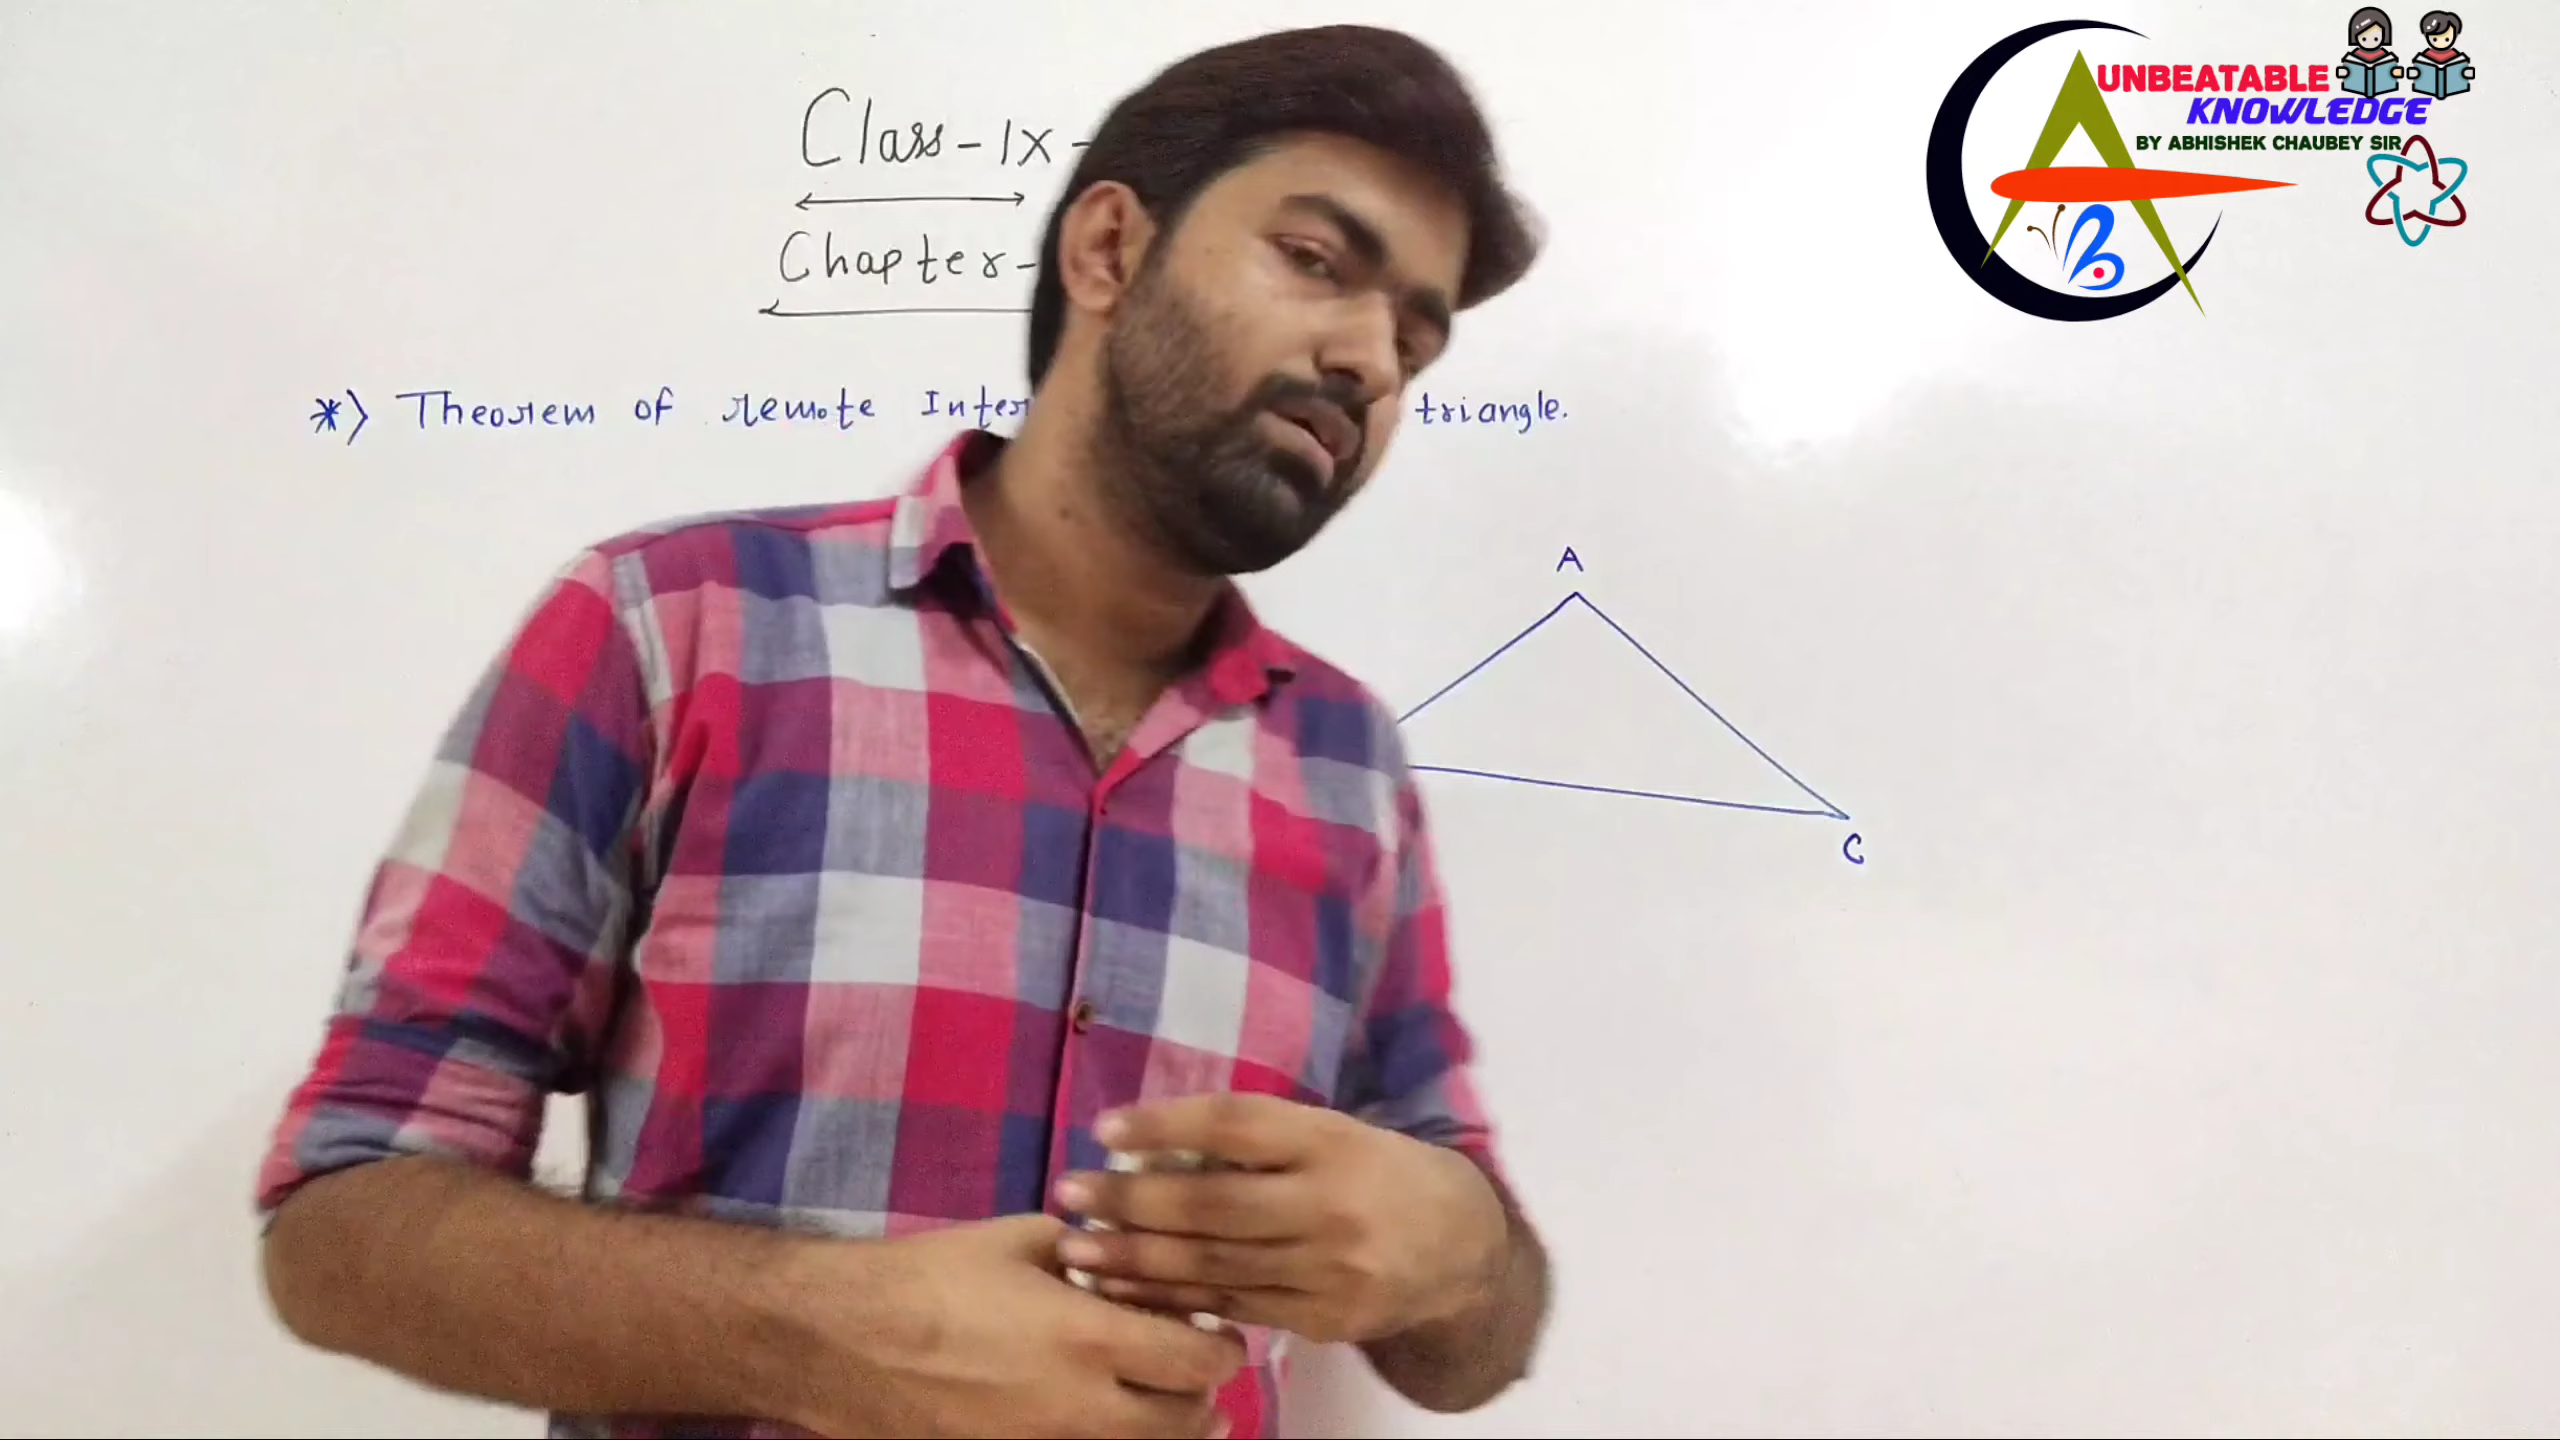 Class-IX-
Chapter-
*) Theorem of remote Inter triangle.
A
C
UNBEATABLE
KNOWLEDGE
BY ABHISHEK CHAUBEY SIR